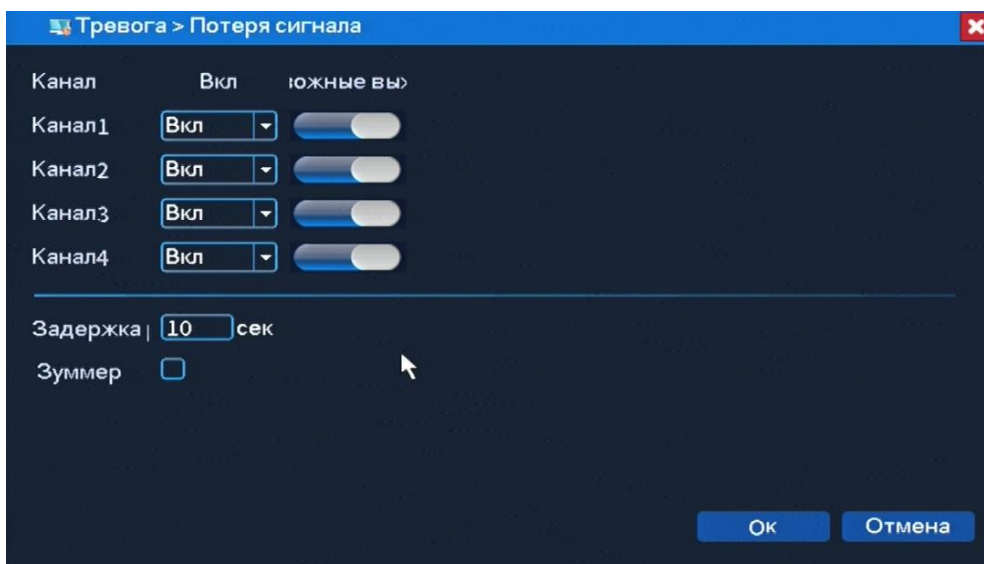 Тревога > Потеря сигнала
Канал Вкл ожные вы
Канал1 Вкл
Канал2 Вкл
Канал3 Вкл
Канал4 Вкл
Задержка 10 сек
Зуммер
Ок Отмена